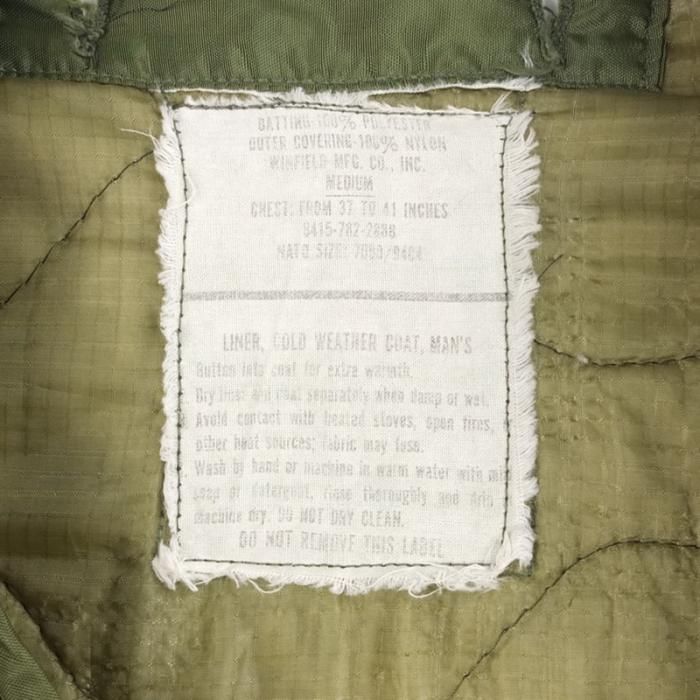 BATTING-100% POLYESTER
OUTER COVERING-100% NYLON
WINFIELD MFG. CO., INC.
MEDIUM
CHEST: FROM 37 TO 41 INCHES
8415-782-2888
NATO SIZE: 7080/9404
LINER, COLD WEATHER COAT, MAN'S
Button into coat for extra warmth.
Dry liner and coat separately when damp or wet.
Avoid contact with heated stoves, open fires,
other heat sources; fabric may fuse.
Wash by hand or machine in warm water with mild
soap or detergent, rinse thoroughly and drip
machine dry. DO NOT DRY CLEAN.
DO NOT REMOVE THIS LABEL